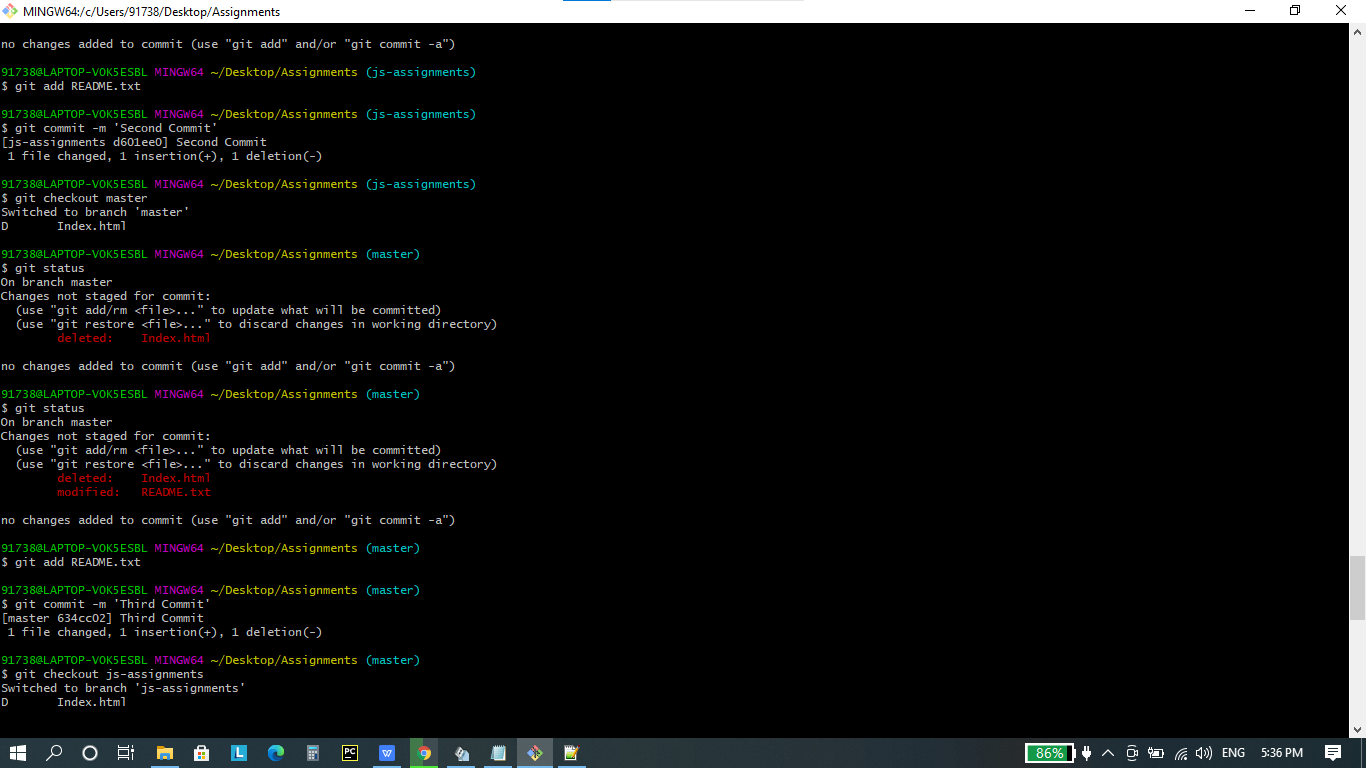 MINGW64:/c/Users/91738/Desktop/Assignments
no changes added to commit (use "git add" and/or "git commit -a")
91738@LAPTOP-VOK5ESBL MINGW64 ~/Desktop/Assignments (js-assignments)
$ git add README.txt
91738@LAPTOP-VOK5ESBL MINGW64 ~/Desktop/Assignments (js-assignments)
$ git commit -m 'Second Commit'
[js-assignments d601ee0] Second Commit
 1 file changed, 1 insertion(+), 1 deletion(-)
91738@LAPTOP-VOK5ESBL MINGW64 ~/Desktop/Assignments (js-assignments)
$ git checkout master
Switched to branch 'master'
D       Index.html
91738@LAPTOP-VOK5ESBL MINGW64 ~/Desktop/Assignments (master)
$ git status
On branch master
Changes not staged for commit:
  (use "git add/rm <file>..." to update what will be committed)
  (use "git restore <file>..." to discard changes in working directory)
        deleted:    Index.html
no changes added to commit (use "git add" and/or "git commit -a")
91738@LAPTOP-VOK5ESBL MINGW64 ~/Desktop/Assignments (master)
$ git status
On branch master
Changes not staged for commit:
  (use "git add/rm <file>..." to update what will be committed)
  (use "git restore <file>..." to discard changes in working directory)
        deleted:    Index.html
        modified:   README.txt
no changes added to commit (use "git add" and/or "git commit -a")
91738@LAPTOP-VOK5ESBL MINGW64 ~/Desktop/Assignments (master)
$ git add README.txt
91738@LAPTOP-VOK5ESBL MINGW64 ~/Desktop/Assignments (master)
$ git commit -m 'Third Commit'
[master 634cc02] Third Commit
 1 file changed, 1 insertion(+), 1 deletion(-)
91738@LAPTOP-VOK5ESBL MINGW64 ~/Desktop/Assignments (master)
$ git checkout js-assignments
Switched to branch 'js-assignments'
D       Index.html
L PC W 86% ENG 5:36 PM